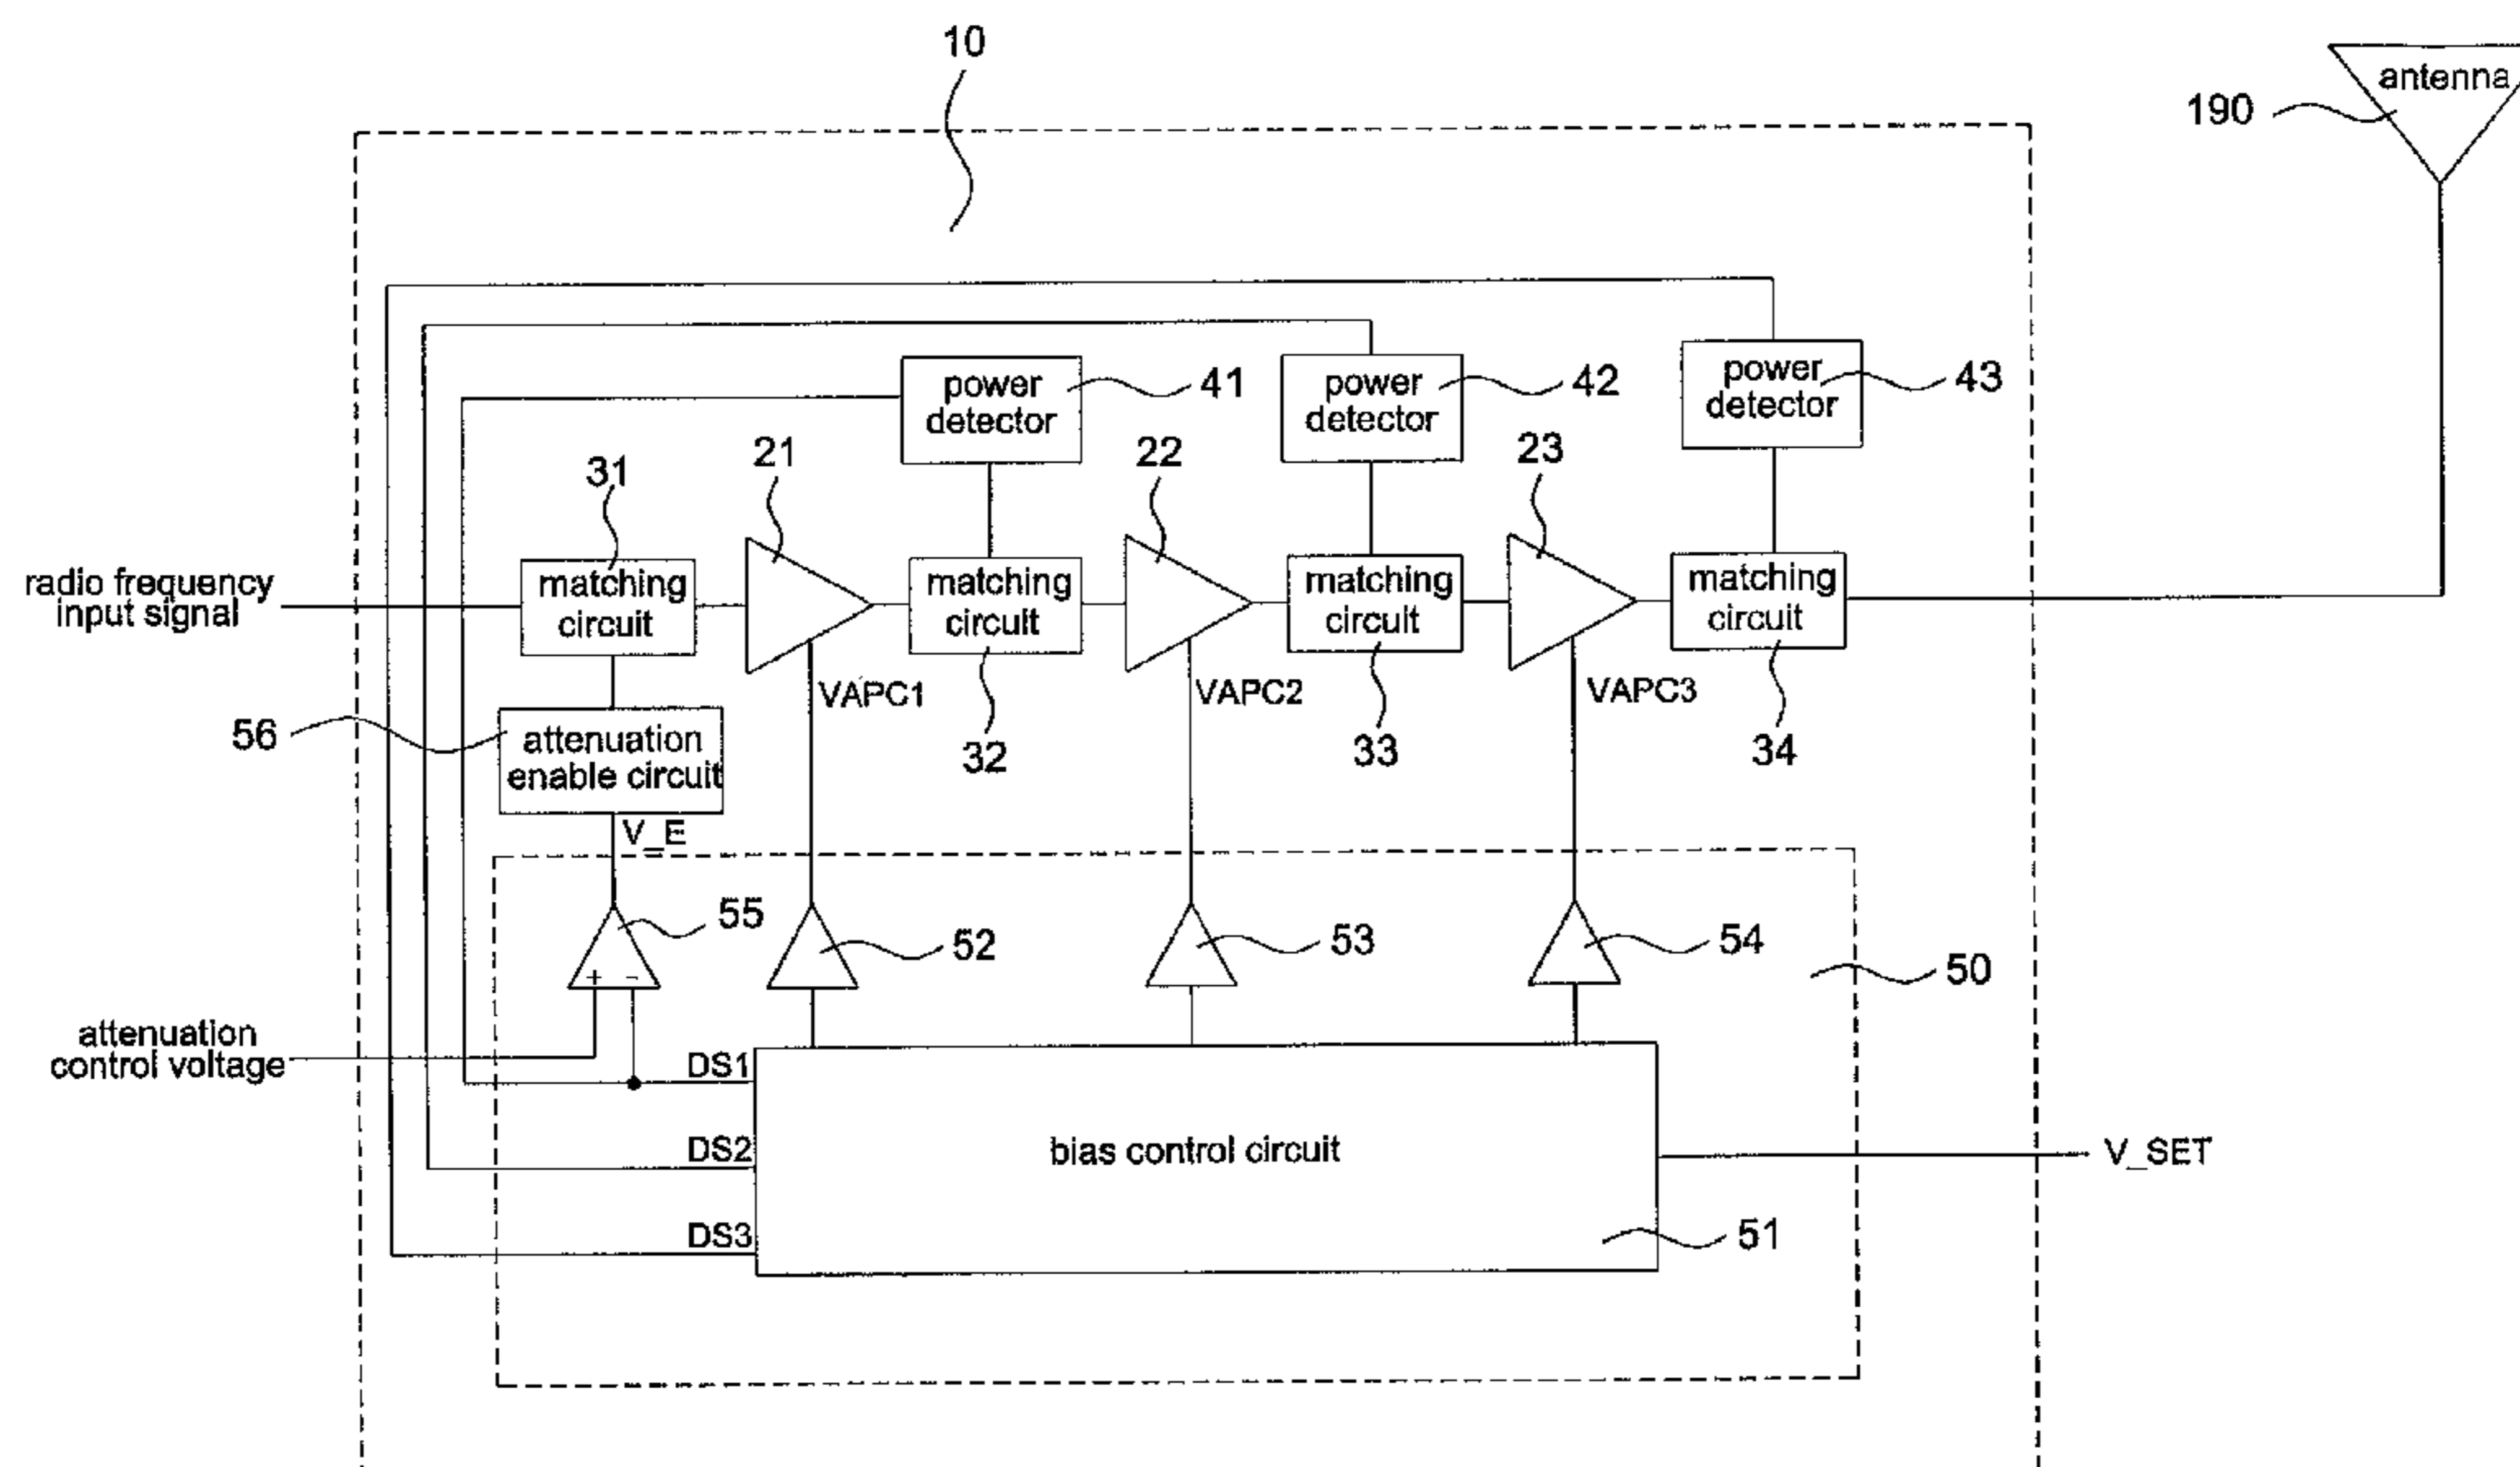 10
antenna
190
power
detector
41
power
detector
42
power
detector
43
31
21
22
23
radio frequency
input signal
matching
circuit
matching
circuit
matching
circuit
matching
circuit
VAPC1
VAPC2
VAPC3
32
33
34
56
attenuation
enable circuit
V_E
55
52
53
54
50
+ -
attenuation
control voltage
DS1
DS2
DS3
bias control circuit
V_SET
51